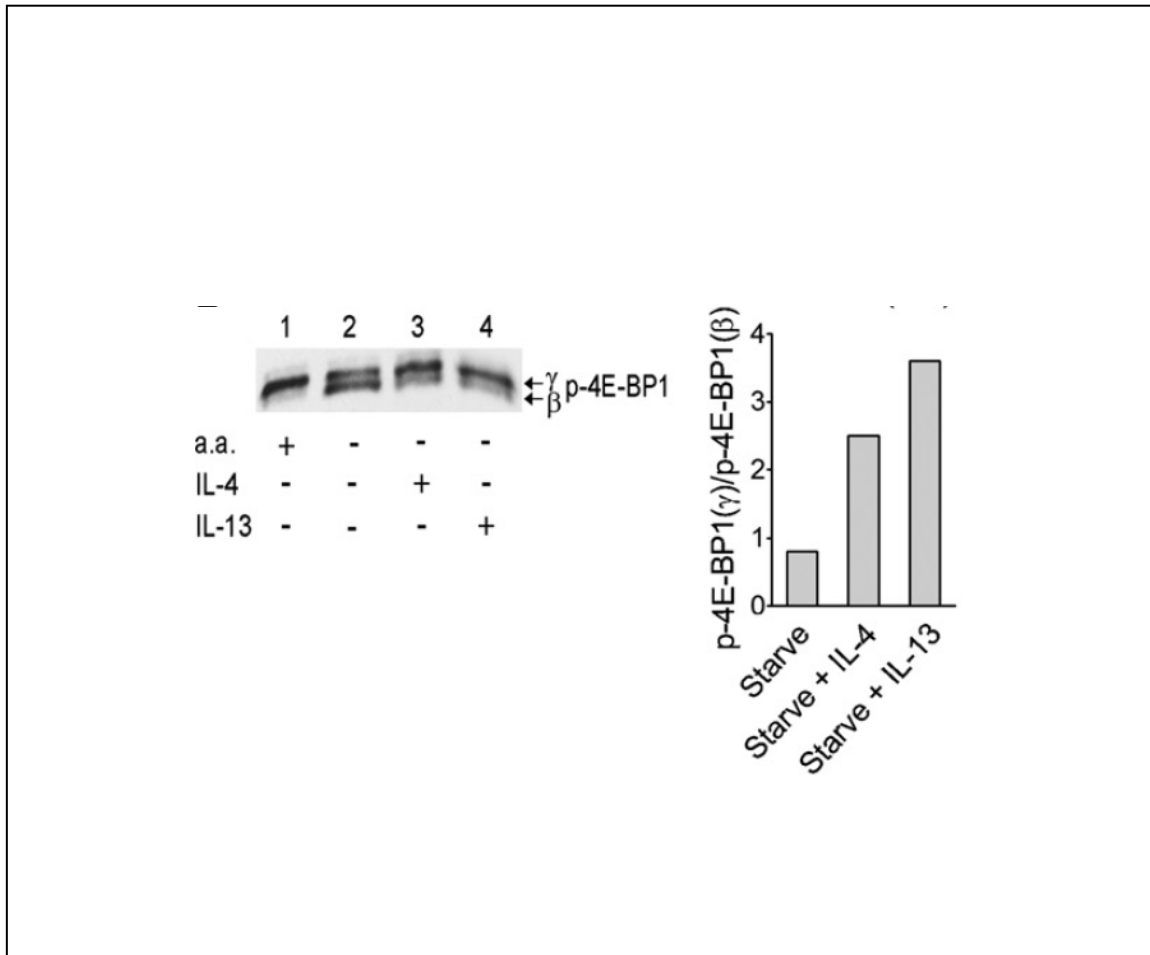 1 2 3 4
←γ p-4E-BP1
←β
a.a. + - - -
IL-4 - - + -
IL-13 - - - +
p-4E-BP1(γ)/p-4E-BP1(β)
4
3
2
1
0
Starve
Starve + IL-4
Starve + IL-13